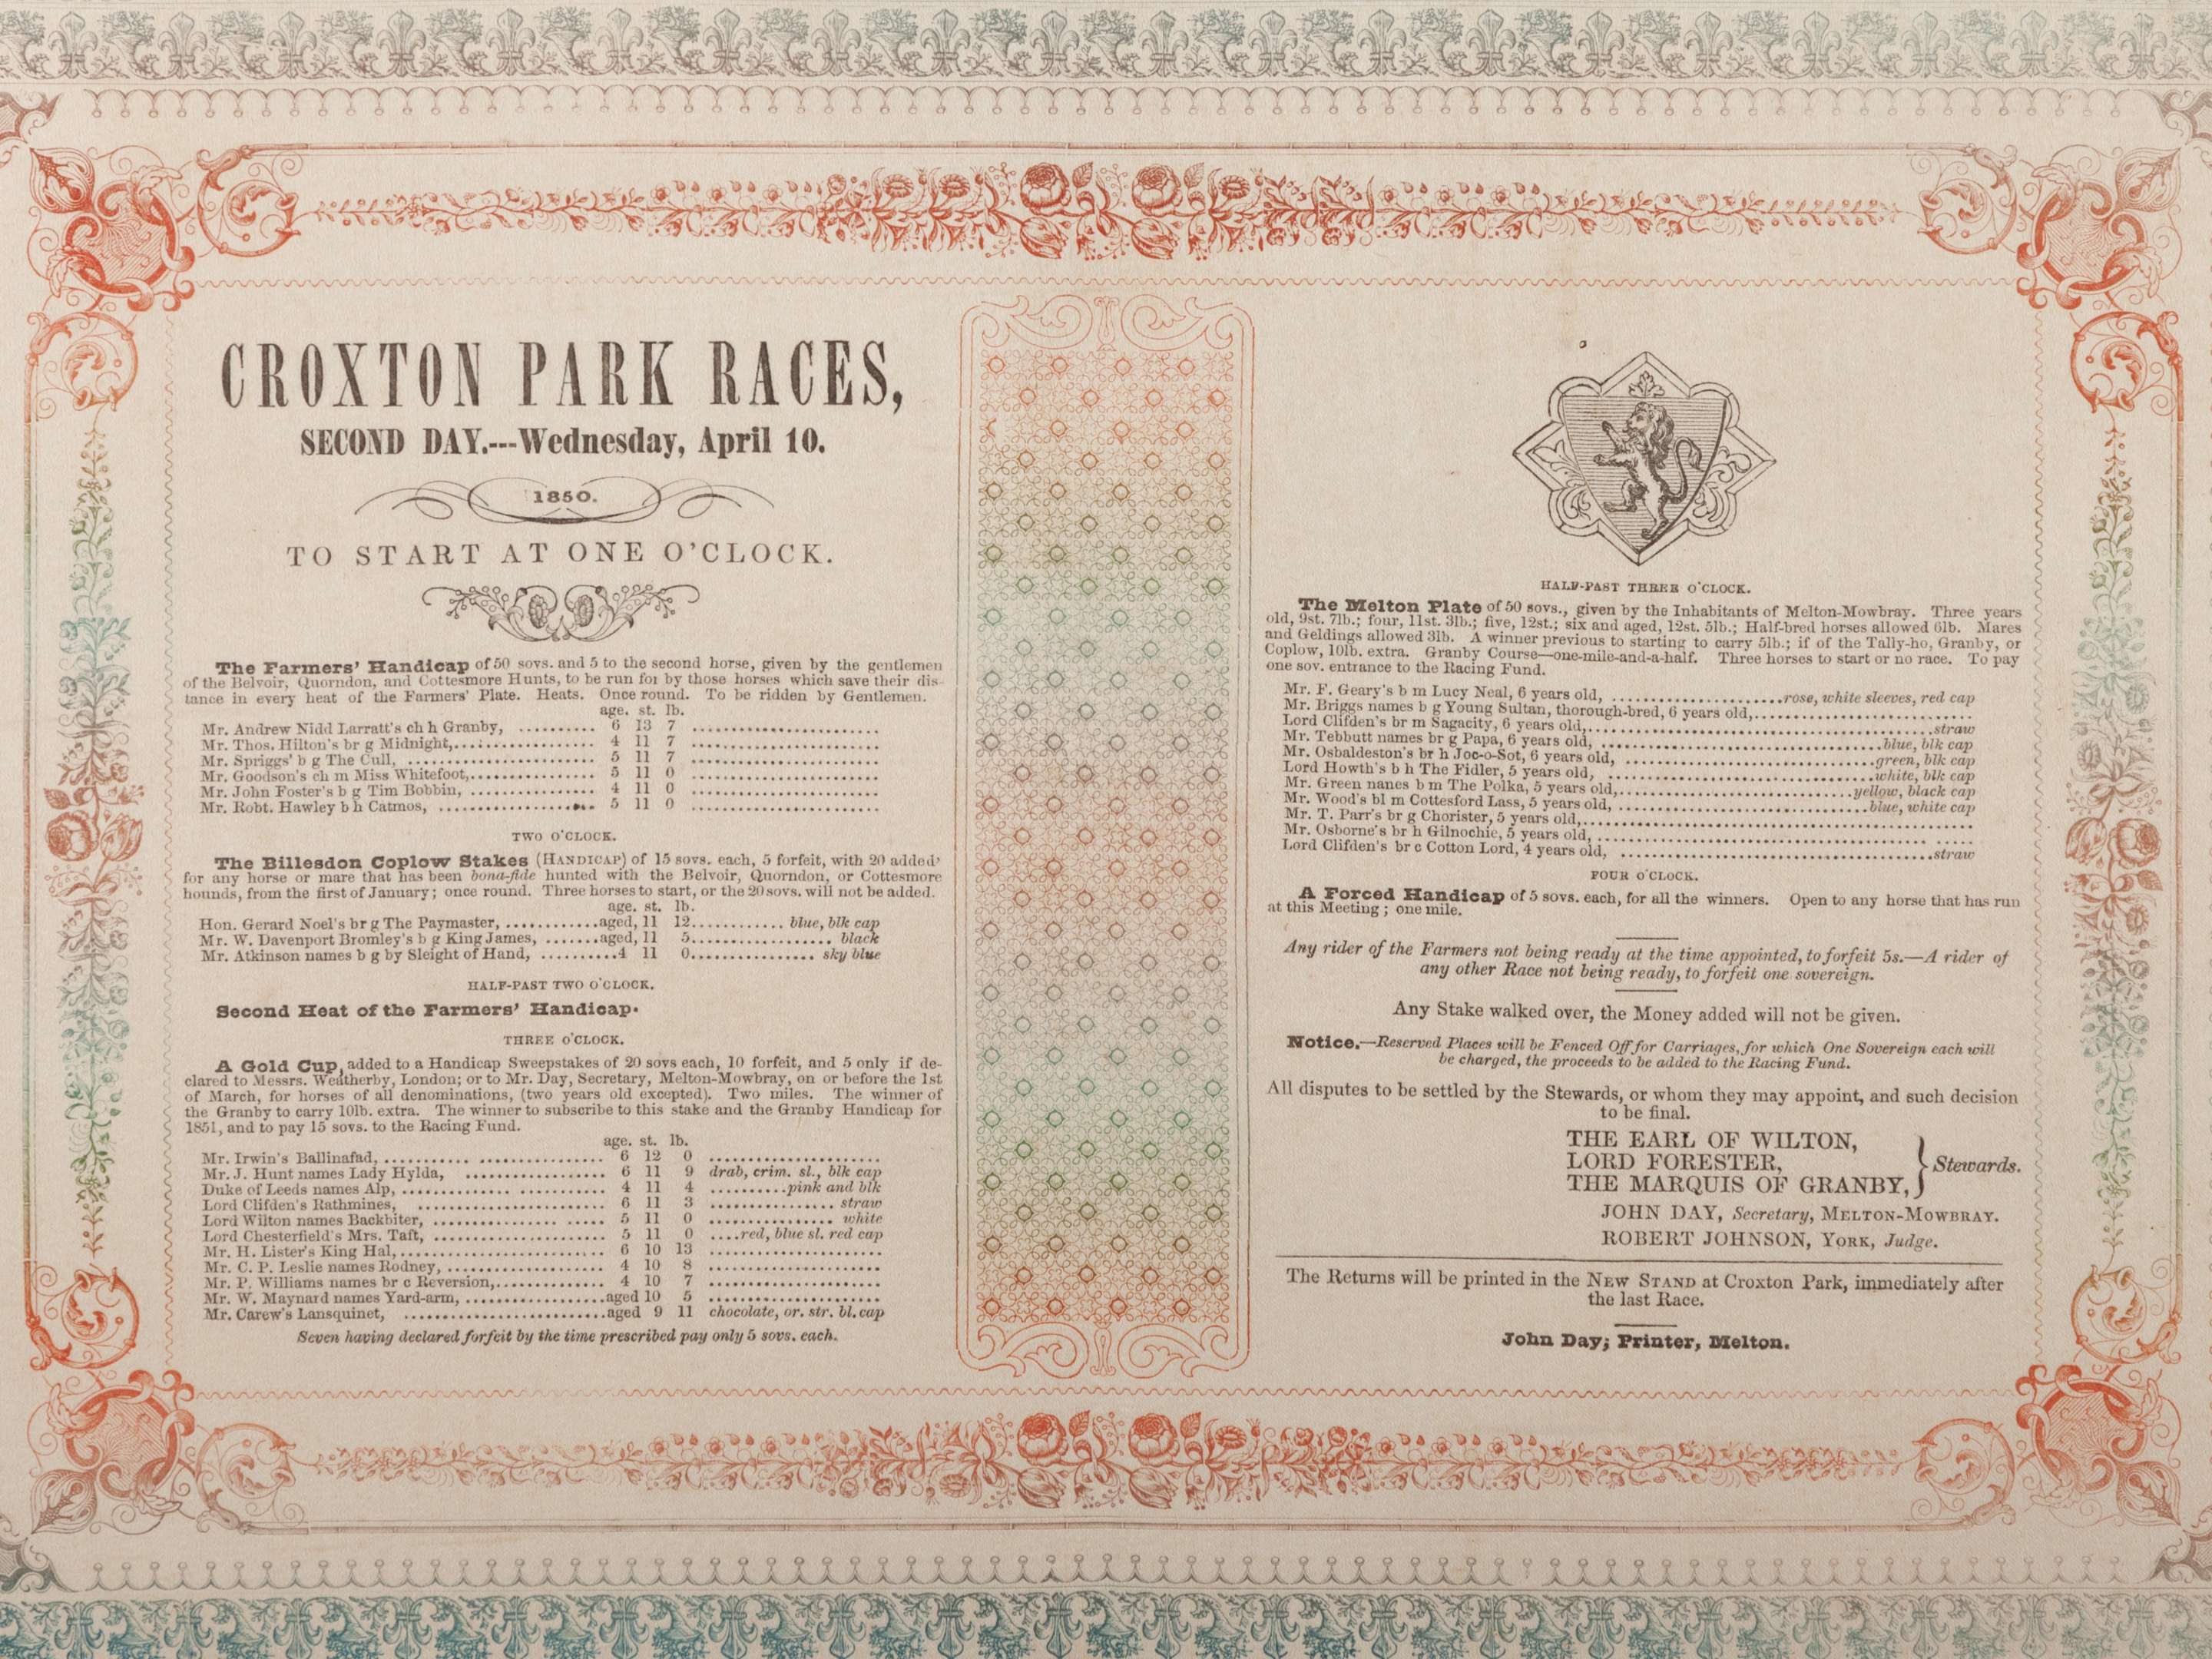 CROXTON PARK RACES,
SECOND DAY.---Wednesday, April 10.
1850.
TO START AT ONE O'CLOCK.
The Farmers' Handicap of 50 sovs. and 5 to the second horse, given by the gentlemen
of the Belvoir, Quorndon, and Cottesmore Hunts, to be run for by those horses which save their dis-
tance in every heat of the Farmers' Plate. Heats. Once round. To be ridden by Gentlemen.
age. st. lb.
Mr. Andrew Nidd Larratt's ch h Granby, .......... 6 13 7 ..............................
Mr. Thos. Hilton's br g Midnight,.................... 4 11 7 ..............................
Mr. Spriggs' b g The Cull, .......................... 5 11 7 ..............................
Mr. Goodson's ch m Miss Whitefoot,.................. 5 11 0 ..............................
Mr. John Foster's b g Tim Bobbin, .................. 4 11 0 ..............................
Mr. Robt. Hawley b h Catmos, ...................... 5 11 0 ..............................
TWO O'CLOCK.
The Billesdon Coplow Stakes (HANDICAP) of 15 sovs. each, 5 forfeit, with 20 added'
for any horse or mare that has been bona-fide hunted with the Belvoir, Quorndon, or Cottesmore
hounds, from the first of January; once round. Three horses to start, or the 20 sovs. will not be added.
age. st. lb.
Hon. Gerard Noel's br g The Paymaster, ............aged, 11 12............ blue, blk cap
Mr. W. Davenport Bromley's b g King James, .......aged, 11 5.................. black
Mr. Atkinson names b g by Sleight of Hand, ..........4 11 0................ sky blue
HALF-PAST TWO O'CLOCK.
Second Heat of the Farmers' Handicap.
THREE O'CLOCK.
A Gold Cup, added to a Handicap Sweepstakes of 20 sovs each, 10 forfeit, and 5 only if de-
clared to Messrs. Weatherby, London; or to Mr. Day, Secretary, Melton-Mowbray, on or before the 1st
of March, for horses of all denominations, (two years old excepted). Two miles. The winner of
the Granby to carry 10lb. extra. The winner to subscribe to this stake and the Granby Handicap for
1851, and to pay 15 sovs. to the Racing Fund.
age. st. lb.
Mr. Irwin's Ballinafad, ............................ 6 12 0 ......................
Mr. J. Hunt names Lady Hylda, .................. 6 11 9 drab, crim. sl., blk cap
Duke of Leeds names Alp, .......................... 4 11 4 ..........pink and blk
Lord Clifden's Rathmines, ........................ 6 11 3 ................ straw
Lord Wilton names Backbiter, ...................... 5 11 0 ................ white
Lord Chesterfield's Mrs. Taft, ...................... 5 11 0 ....red, blue sl. red cap
Mr. H. Lister's King Hal,........................... 6 10 13 ......................
Mr. C. P. Leslie names Rodney, .................... 4 10 8 ......................
Mr. P. Williams names br c Reversion,.............. 4 10 7 ......................
Mr. W. Maynard names Yard-arm, ..................aged 10 5 ......................
Mr. Carew's Lansquinet, ..........................aged 9 11 chocolate, or. str. bl. cap
Seven having declared forfeit by the time prescribed pay only 5 sovs. each.
HALF-PAST THREE O'CLOCK.
The Melton Plate of 50 sovs., given by the Inhabitants of Melton-Mowbray. Three years
old, 9st. 7lb.; four, 11st. 3lb.; five, 12st.; six and aged, 12st. 5lb.; Half-bred horses allowed 6lb. Mares
and Geldings allowed 3lb. A winner previous to starting to carry 5lb.; if of the Tally-ho, Granby, or
Coplow, 10lb. extra. Granby Course—one-mile-and-a-half. Three horses to start or no race. To pay
one sov. entrance to the Racing Fund.
Mr. F. Geary's b m Lucy Neal, 6 years old, ......................rose, white sleeves, red cap
Mr. Briggs names b g Young Sultan, thorough-bred, 6 years old,..............................
Lord Clifden's br m Sagacity, 6 years old,..............................................straw
Mr. Tebbutt names br g Papa, 6 years old, ....................................blue, blk cap
Mr. Osbaldeston's br h Joc-o-Sot, 6 years old, ................................green, blk cap
Lord Howth's b h The Fidler, 5 years old, ....................................white, blk cap
Mr. Green nanes b m The Polka, 5 years old,................................yellow, black cap
Mr. Wood's bl m Cottesford Lass, 5 years old, ................................blue, white cap
Mr. T. Parr's br g Chorister, 5 years old,....................................................
Mr. Osborne's br h Gilnochie, 5 years old, ..................................................
Lord Clifden's br c Cotton Lord, 4 years old, ..........................................straw
FOUR O'CLOCK.
A Forced Handicap of 5 sovs. each, for all the winners. Open to any horse that has run
at this Meeting; one mile.
Any rider of the Farmers not being ready at the time appointed, to forfeit 5s.—A rider of
any other Race not being ready, to forfeit one sovereign.
Any Stake walked over, the Money added will not be given.
Notice.—Reserved Places will be Fenced Off for Carriages, for which One Sovereign each will
be charged, the proceeds to be added to the Racing Fund.
All disputes to be settled by the Stewards, or whom they may appoint, and such decision
to be final.
THE EARL OF WILTON,
LORD FORESTER,
THE MARQUIS OF GRANBY, } Stewards.
JOHN DAY, Secretary, MELTON-MOWBRAY.
ROBERT JOHNSON, YORK, Judge.
The Returns will be printed in the NEW STAND at Croxton Park, immediately after
the last Race.
John Day; Printer, Melton.